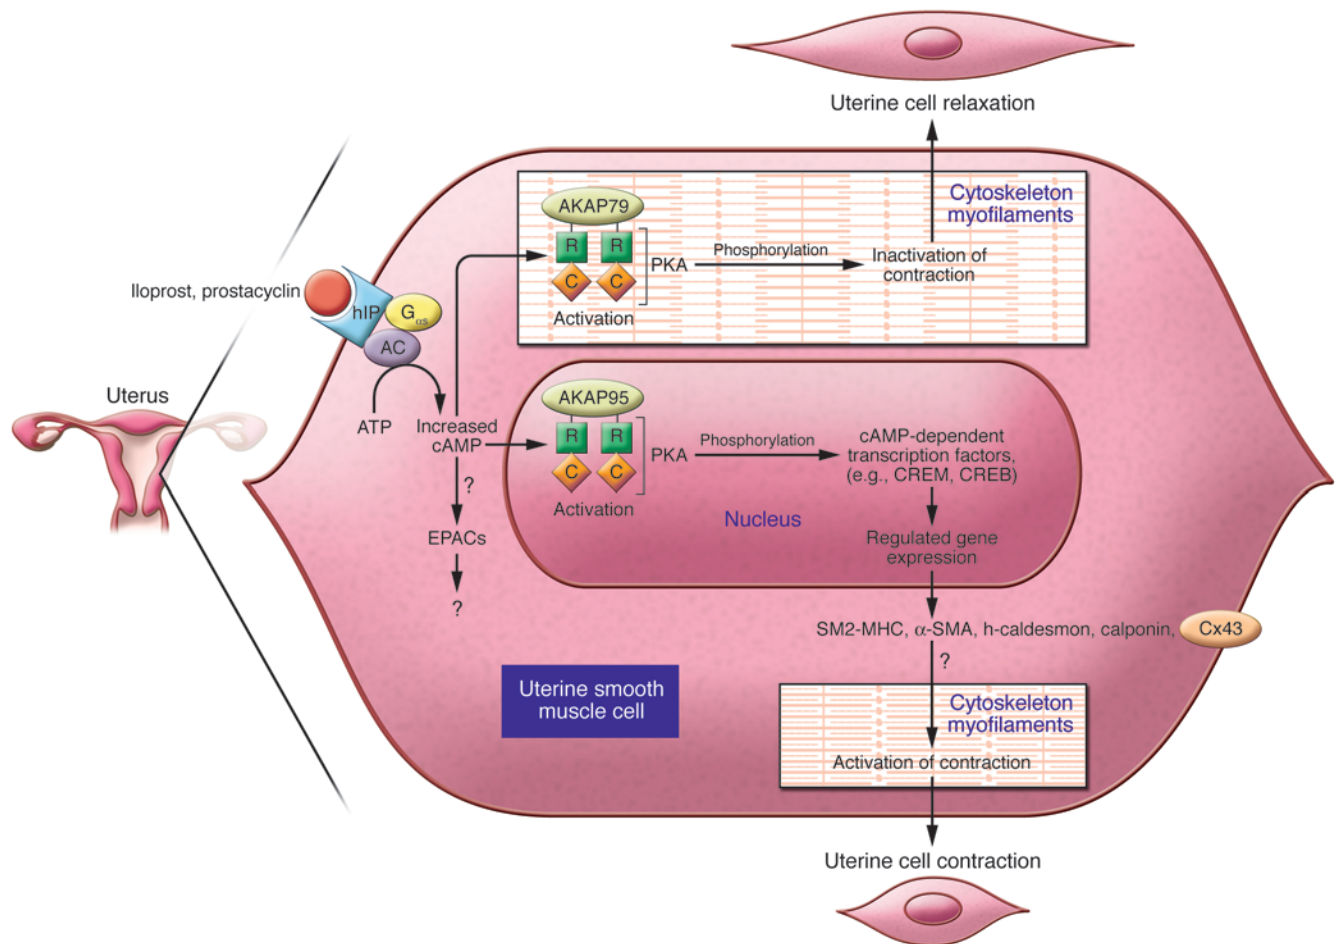 Uterine cell relaxation
Cytoskeleton
myofilaments
AKAP79
R
R
C
C
PKA
Activation
Phosphorylation
Inactivation of
contraction
Iloprost, prostacyclin
hIP
Gαs
AC
ATP
Increased
cAMP
?
EPACs
?
Uterus
AKAP95
R
R
C
C
PKA
Activation
Phosphorylation
cAMP-dependent
transcription factors,
(e.g., CREM, CREB)
Nucleus
Regulated gene
expression
SM2-MHC, α-SMA, h-caldesmon, calponin,
Cx43
?
Uterine smooth
muscle cell
Cytoskeleton
myofilaments
Activation of contraction
Uterine cell contraction